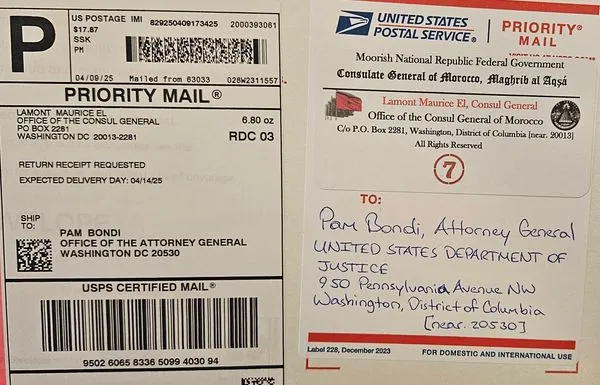 P
US POSTAGE IMI 829250409173425 2000393061
$17.87
SSK
PM
04/09/25 Mailed from 63033 028W2311557
PRIORITY MAIL®
LAMONT MAURICE EL
OFFICE OF THE CONSUL GENERAL
PO BOX 2281
WASHINGTON DC 20013-2281
6.80 oz
RDC 03
RETURN RECEIPT REQUESTED
EXPECTED DELIVERY DAY: 04/14/25
SHIP
TO:
PAM BONDI
OFFICE OF THE ATTORNEY GENERAL
WASHINGTON DC 20530
USPS CERTIFIED MAIL®
9502 6065 8336 5099 4030 94
UNITED STATES
POSTAL SERVICE®
PRIORITY®
MAIL
Moorish National Republic Federal Government
Consulate General of Morocco, Maghrib al Aqsá
Lamont Maurice El, Consul General
Office of the Consul General of Morocco
C/o P.O. Box 2281, Washington, District of Columbia [near. 20013]
All Rights Reserved
7
TO:
Pam Bondi, Attorney General
UNITED STATES DEPARTMENT OF
JUSTICE
950 Pennsylvania Avenue NW
Washington, District of Columbia
[near. 20530]
Label 228, December 2023
FOR DOMESTIC AND INTERNATIONAL USE